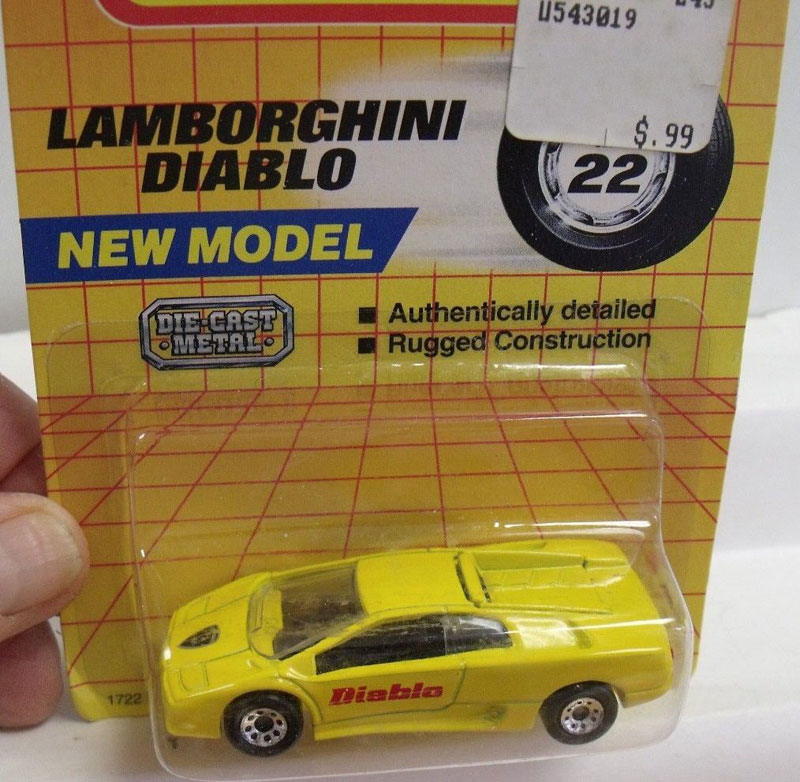 U543019
$.99
LAMBORGHINI
DIABLO
22
NEW MODEL
DIE-CAST
METAL
■ Authentically detailed
■ Rugged Construction
Diablo
1722